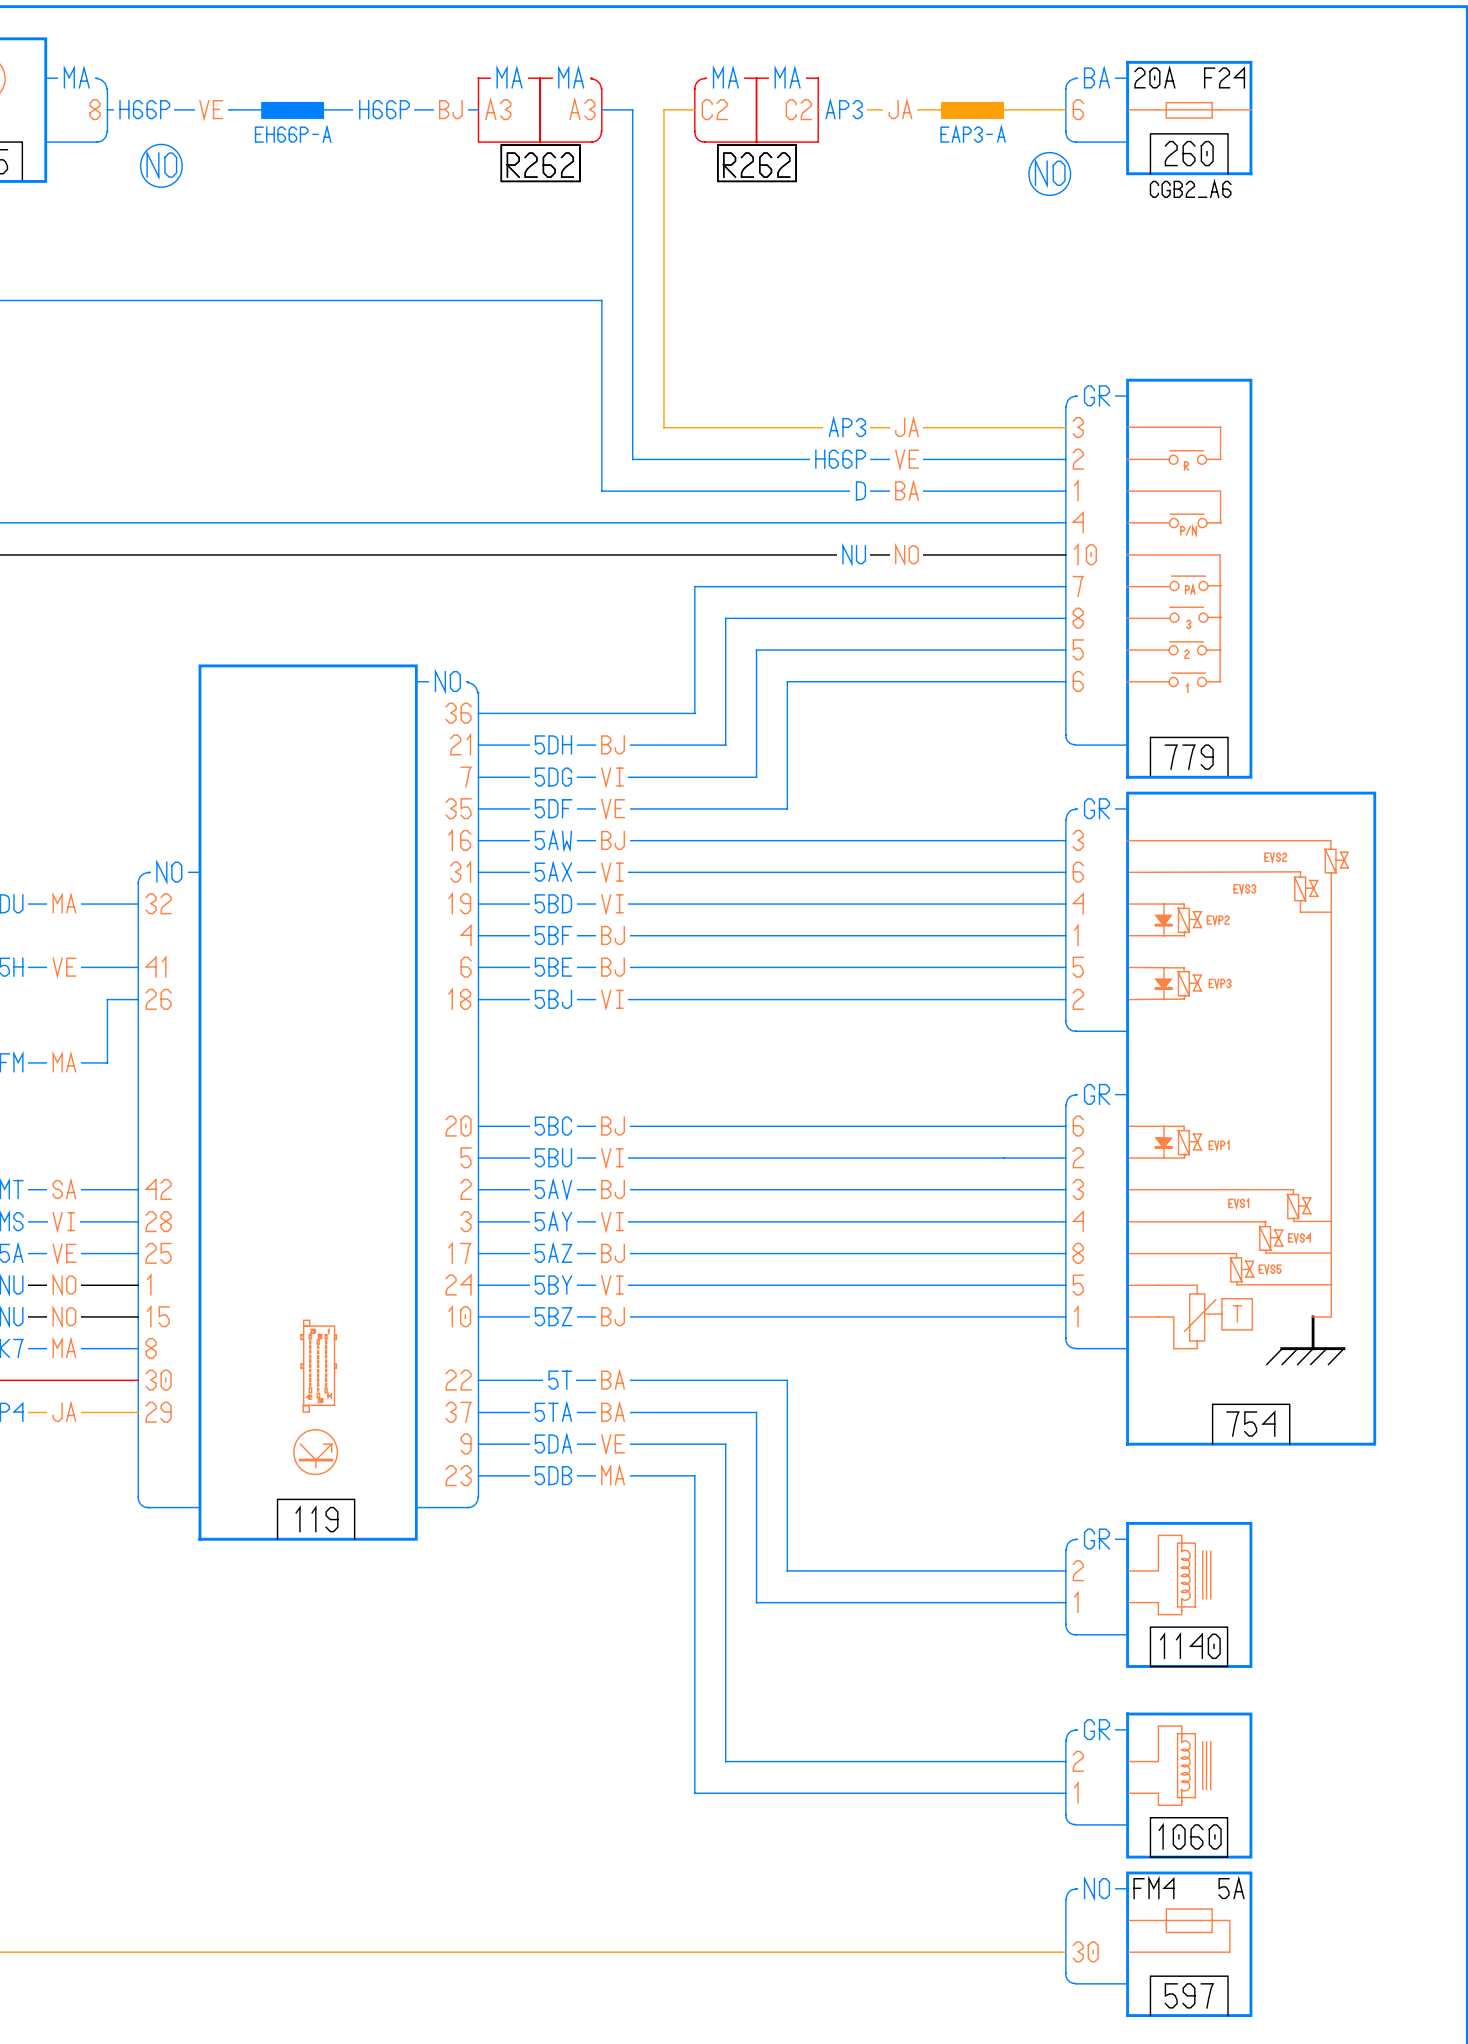 MA MA MA MA MA BA 20A F24
8 H66P VE H66P BJ A3 A3 C2 C2 AP3 JA 6
EH66P-A EAP3-A
5 NO R262 R262 NO 260
CGB2_A6
GR
AP3 JA 3
H66P VE 2
R
D BA 1
4
P/N
NU NO 10
7 PA
8 3
5 2
NO 6 1
36
21 5DH BJ 779
7 5DG VI
35 5DF VE GR
16 5AW BJ 3
EVS2
NO 31 5AX VI 6
EVS3
DU MA 32 19 5BD VI 4
EVP2
4 5BF BJ 1
5H VE 41 6 5BE BJ 5
EVP3
26 18 5BJ VI 2
FM MA
GR
20 5BC BJ 6
EVP1
5 5BU VI 2
MT SA 42 2 5AV BJ 3
EVS1
MS VI 28 3 5AY VI 4
EVS4
5A VE 25 17 5AZ BJ 8
EVS5
NU NO 1 24 5BY VI 5
NU NO 15 10 5BZ BJ 1 T
K7 MA 8
30 22 5T BA
P4 JA 29 37 5TA BA 754
9 5DA VE
23 5DB MA
119 GR
2
1
1140
GR
2
1
1060
NO FM4 5A
30
597